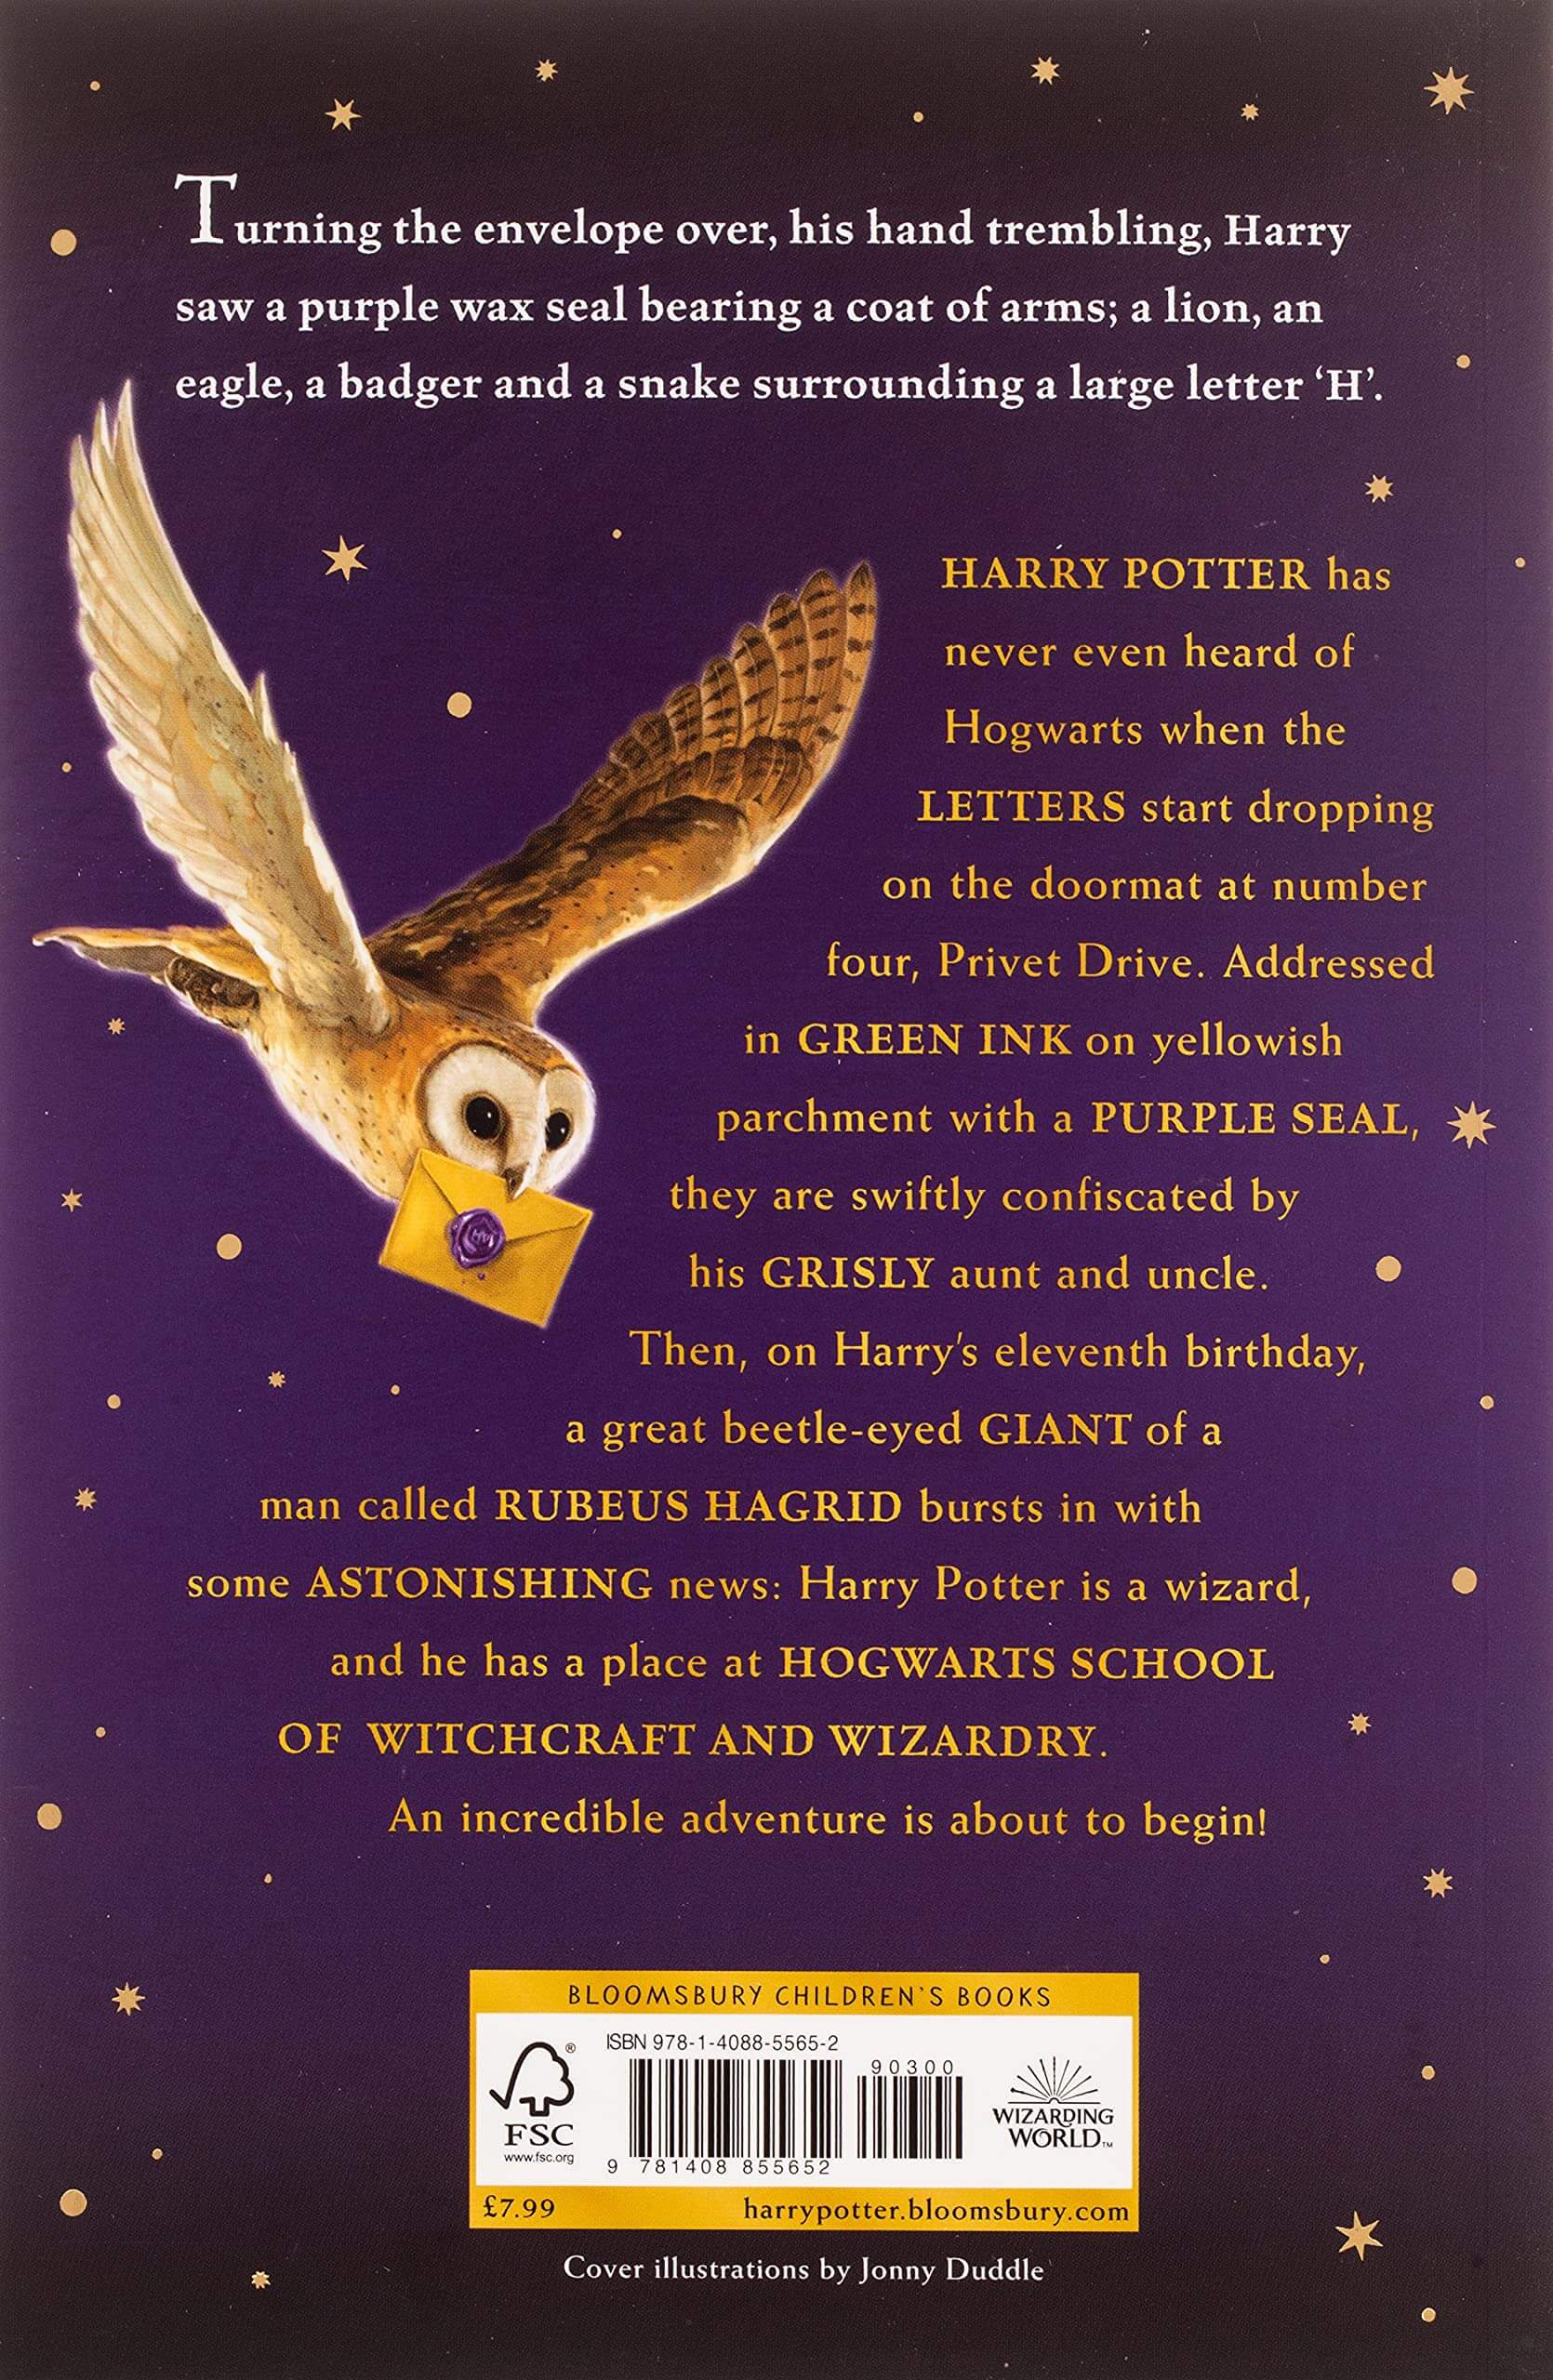 Turning the envelope over, his hand trembling, Harry
saw a purple wax seal bearing a coat of arms; a lion, an
eagle, a badger and a snake surrounding a large letter ‘H’.
HARRY POTTER has
never even heard of
Hogwarts when the
LETTERS start dropping
on the doormat at number
four, Privet Drive. Addressed
in GREEN INK on yellowish
parchment with a PURPLE SEAL,
they are swiftly confiscated by
his GRISLY aunt and uncle.
Then, on Harry’s eleventh birthday,
a great beetle-eyed GIANT of a
man called RUBEUS HAGRID bursts in with
some ASTONISHING news: Harry Potter is a wizard,
and he has a place at HOGWARTS SCHOOL
OF WITCHCRAFT AND WIZARDRY.
An incredible adventure is about to begin!
BLOOMSBURY CHILDREN'S BOOKS
ISBN 978-1-4088-5565-2
90300
®
FSC
www.fsc.org
9 781408 855652
WIZARDING
WORLD™
£7.99
harrypotter.bloomsbury.com
Cover illustrations by Jonny Duddle